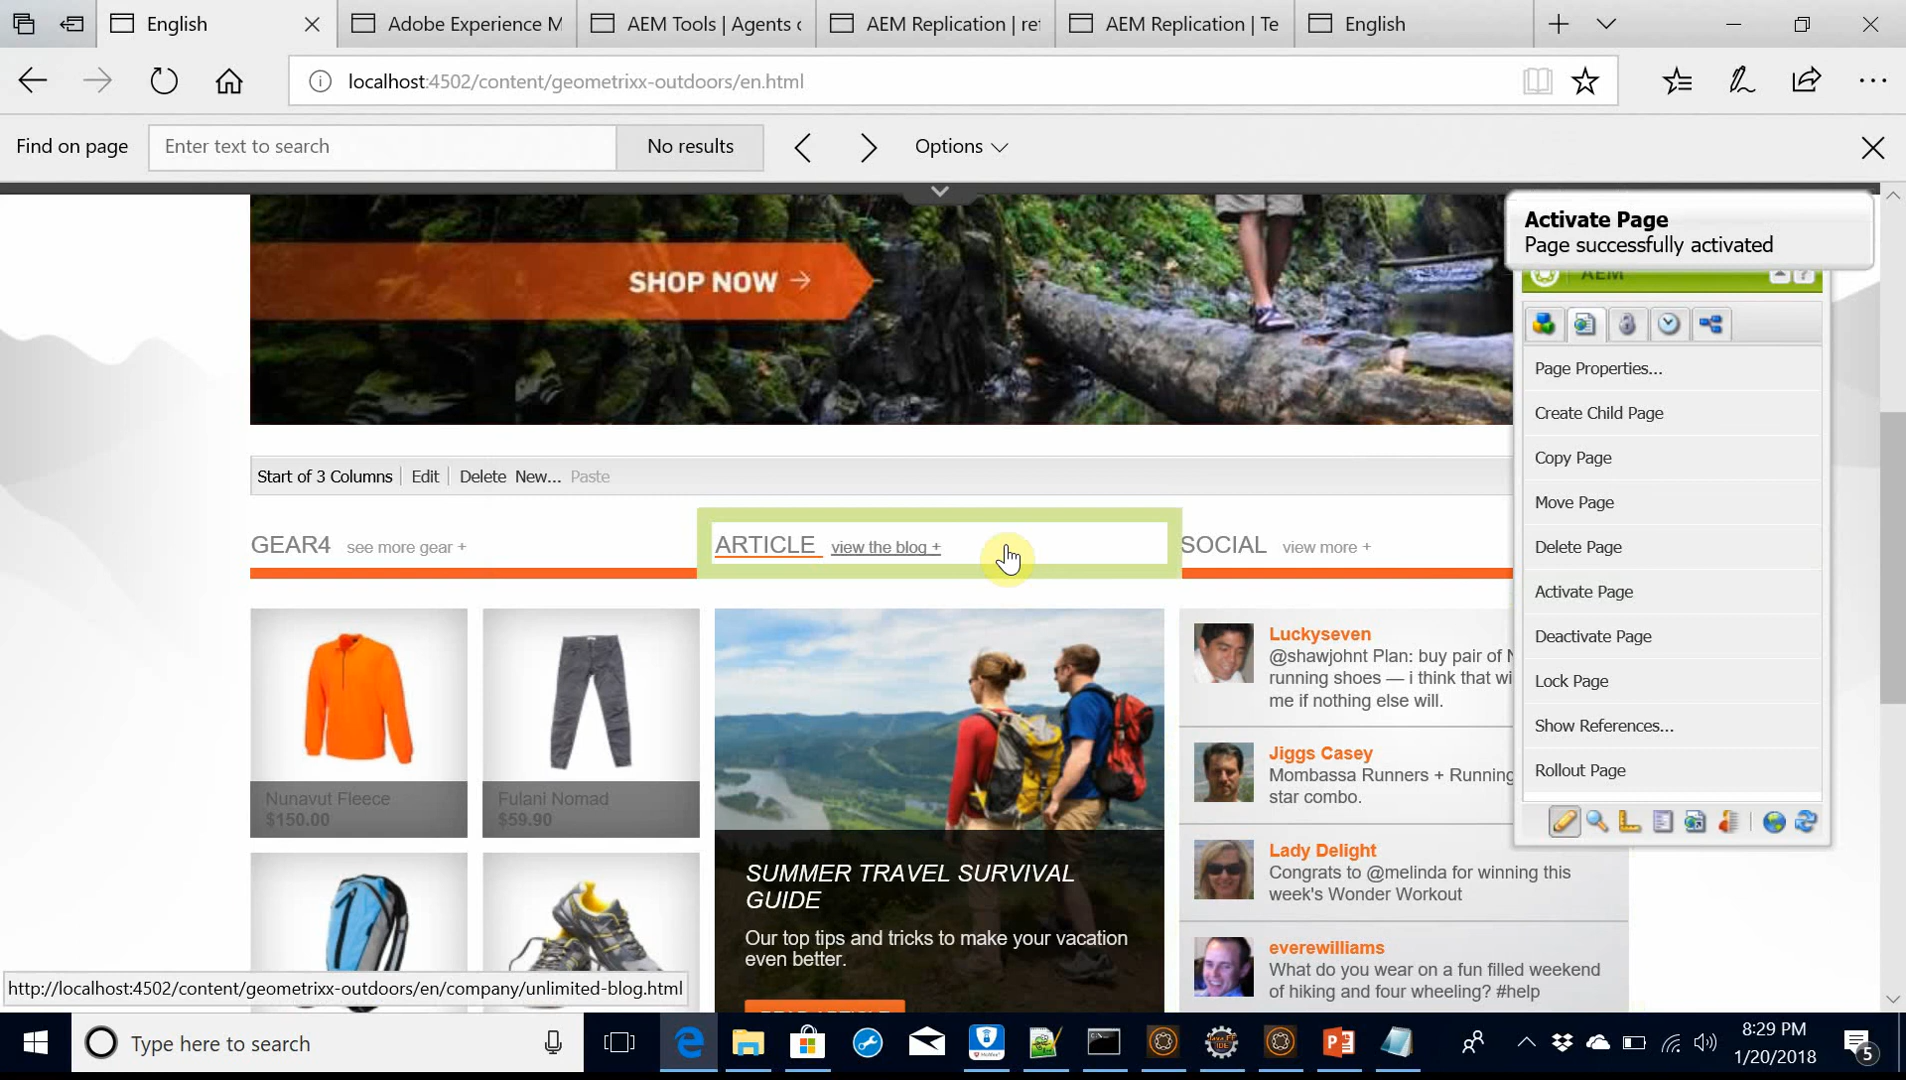 English
Adobe Experience M
AEM Tools | Agents
AEM Replication | re
AEM Replication | Te
English
localhost:4502/content/geometrixx-outdoors/en.html
Find on page
Enter text to search
No results
Options
Activate Page
Page successfully activated
AEM
SHOP NOW
Page Properties...
Create Child Page
Copy Page
Move Page
Delete Page
Activate Page
Deactivate Page
Lock Page
Show References...
Rollout Page
Start of 3 Columns
Edit
Delete
New...
Paste
GEAR4
see more gear +
ARTICLE
view the blog +
SOCIAL
view more +
Nunavut Fleece
$150.00
Fulani Nomad
$59.90
SUMMER TRAVEL SURVIVAL
GUIDE
Our top tips and tricks to make your vacation
even better.
Luckyseven
@shawjohnt Plan: buy pair of
running shoes — i think that
me if nothing else will.
Jiggs Casey
Mombassa Runners + Running
star combo.
Lady Delight
Congrats to @melinda for winning this
week's Wonder Workout
everewilliams
What do you wear on a fun filled weekend
of hiking and four wheeling? #help
http://localhost:4502/content/geometrixx-outdoors/en/company/unlimited-blog.html
Type here to search
8:29 PM
1/20/2018
5